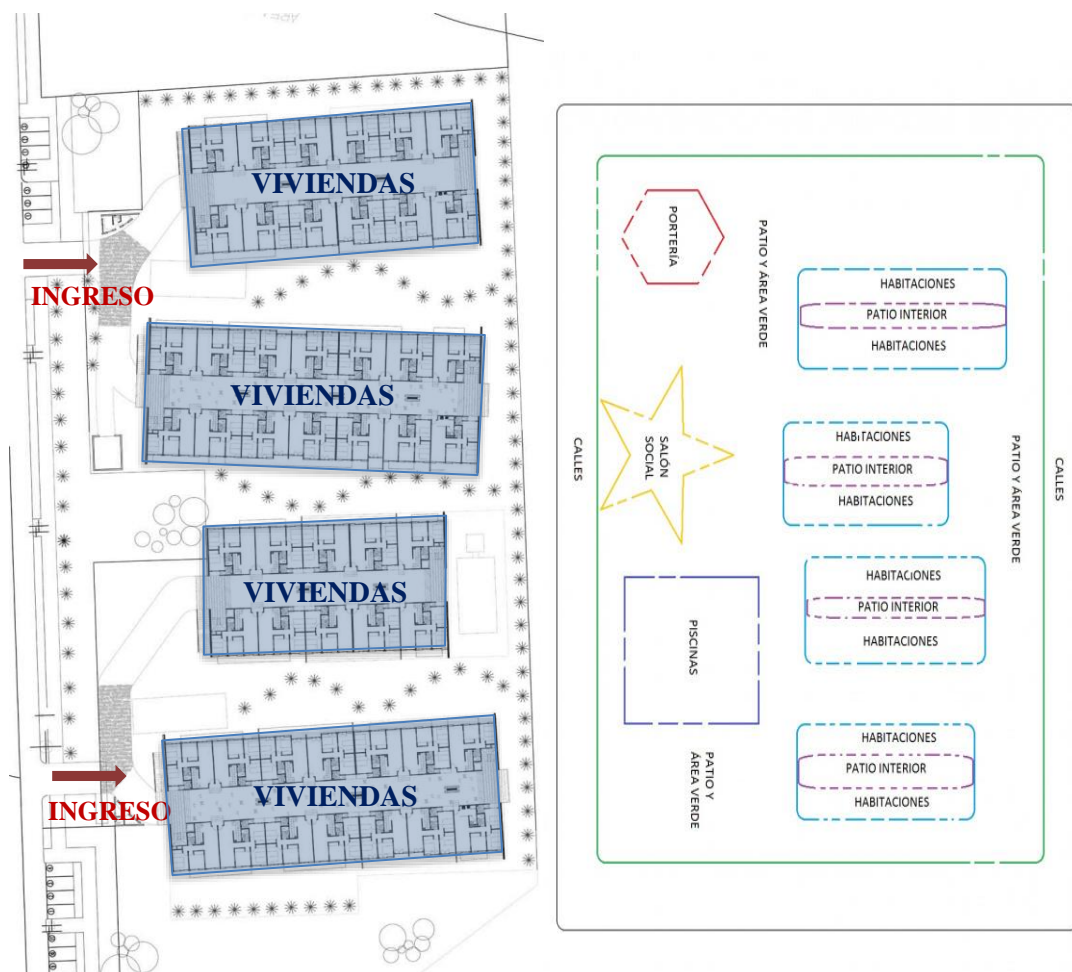 VIVIENDAS
INGRESO
VIVIENDAS
VIVIENDAS
INGRESO
VIVIENDAS
PORTERÍA
PATIO Y ÁREA VERDE
HABITACIONES
PATIO INTERIOR
HABITACIONES
CALLES
SALÓN
SOCIAL
HABITACIONES
PATIO INTERIOR
HABITACIONES
PATIO Y ÁREA VERDE
CALLES
PISCINAS
HABITACIONES
PATIO INTERIOR
HABITACIONES
PATIO Y
ÁREA VERDE
HABITACIONES
PATIO INTERIOR
HABITACIONES